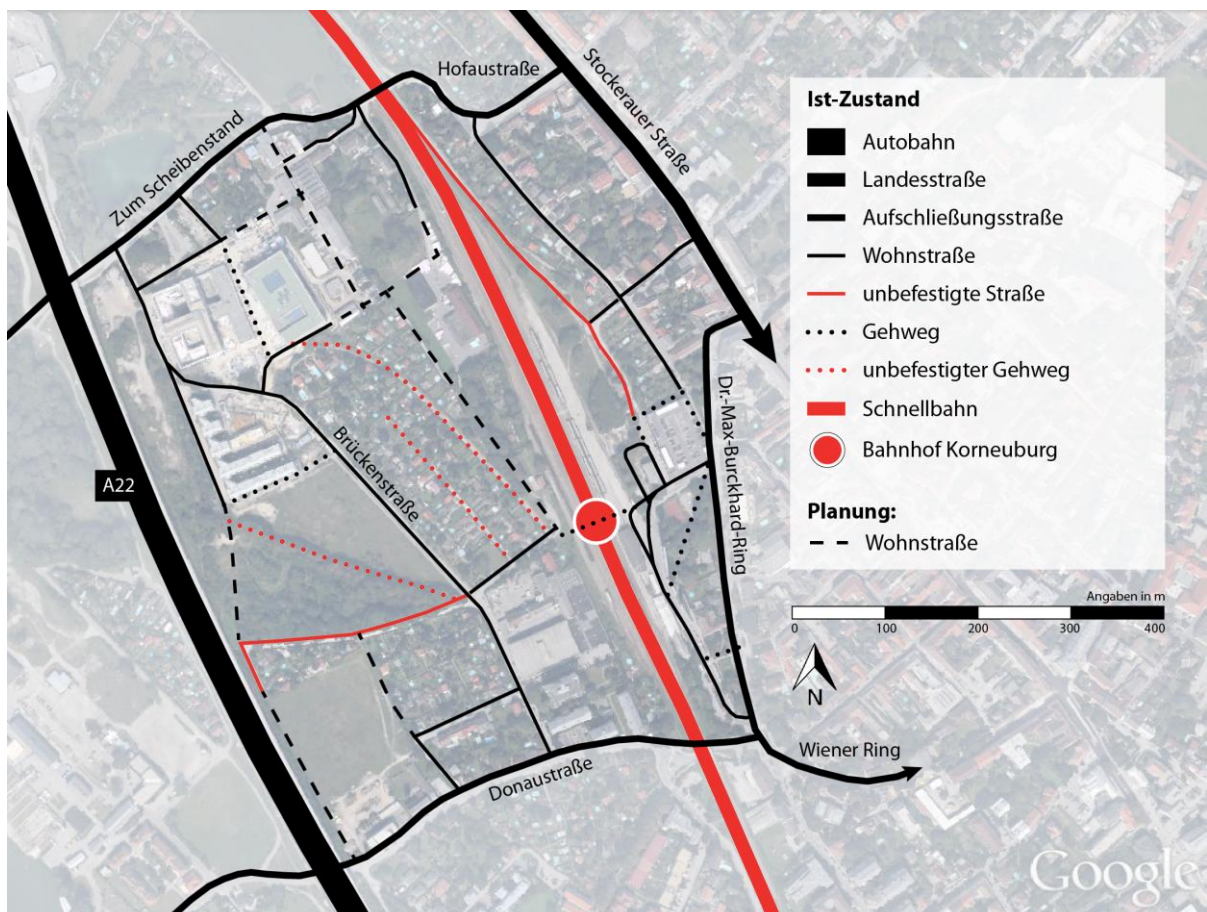 Hofaustraße
Stockerauer Straße
Zum Scheibenstand
Brückenstraße
Dr.-Max-Burckhard-Ring
A22
Donaustraße
Wiener Ring
Ist-Zustand
Autobahn
Landesstraße
Aufschließungsstraße
Wohnstraße
unbefestigte Straße
Gehweg
unbefestigter Gehweg
Schnellbahn
Bahnhof Korneuburg
Planung:
Wohnstraße
Angaben in m
0 100 200 300 400
N
Google